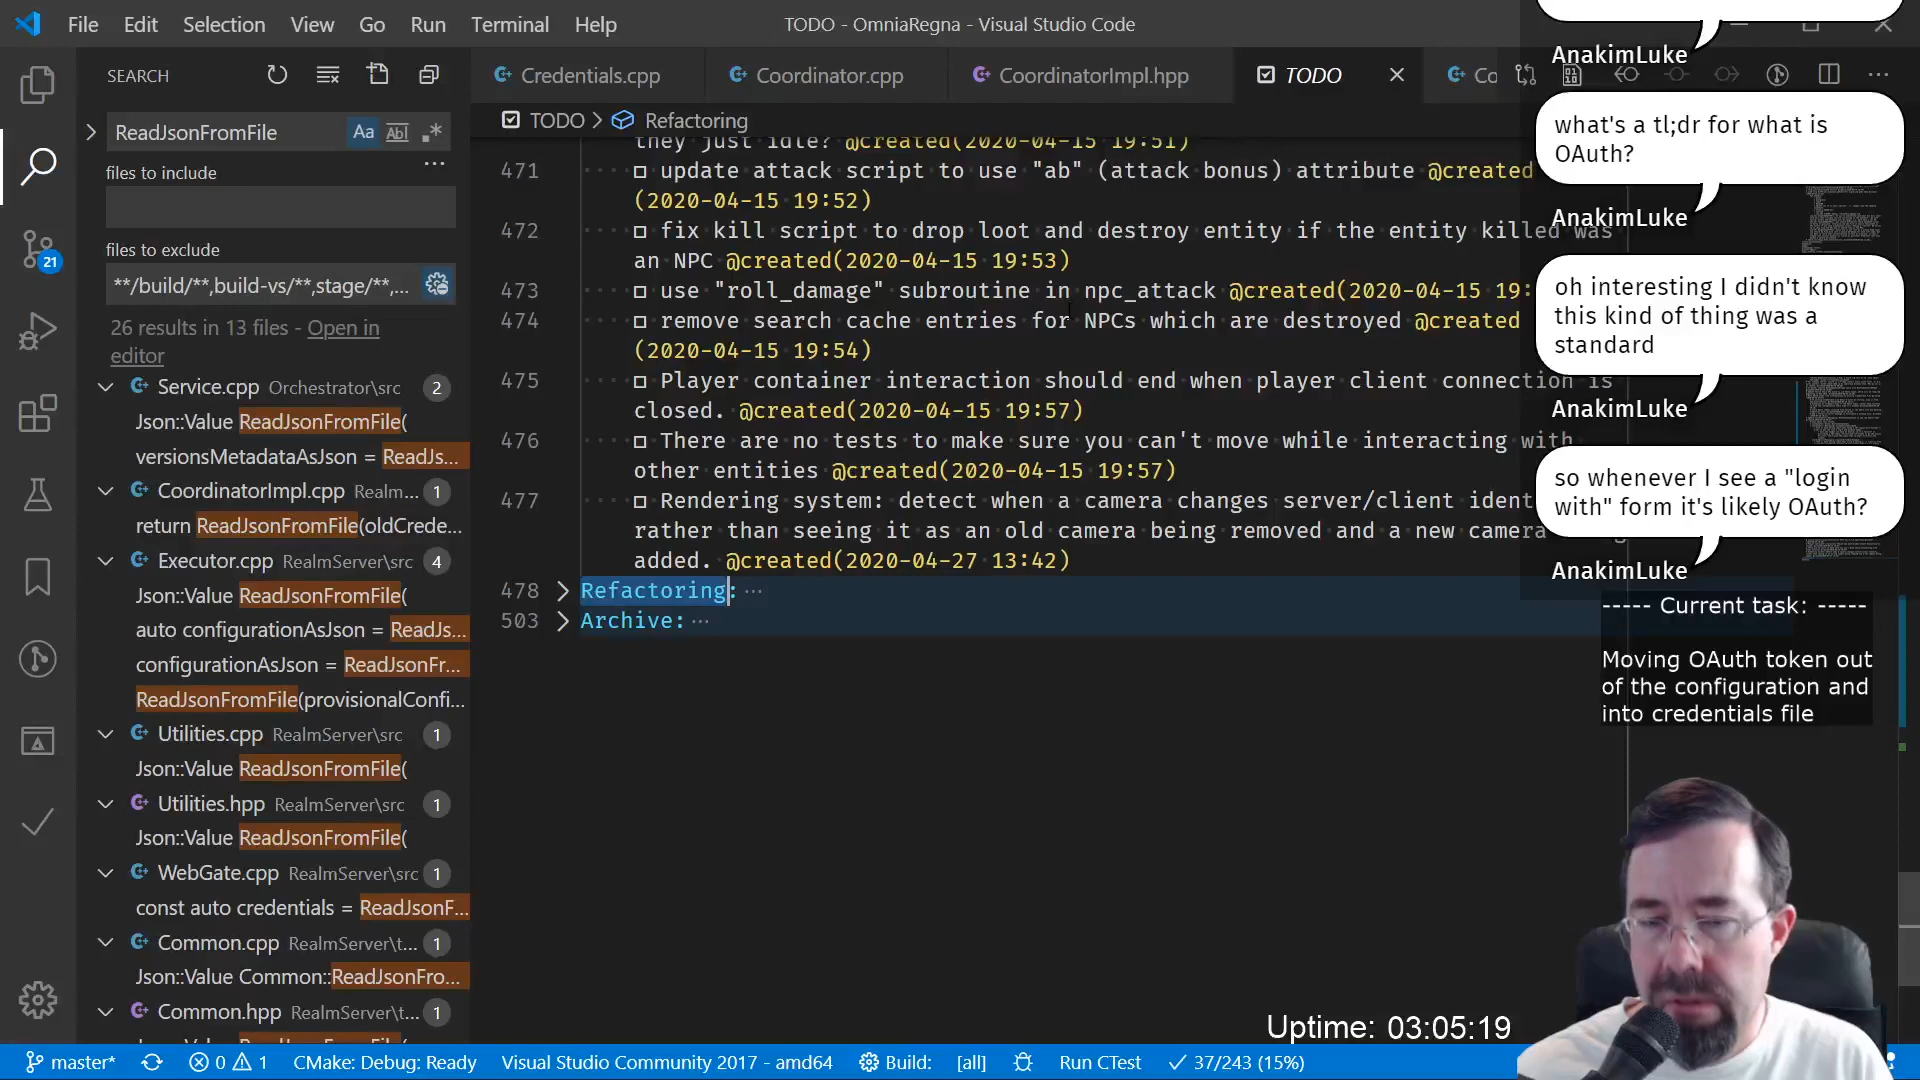 File Edit Selection View Go Run Terminal Help
TODO - OmniaRegna - Visual Studio Code
SEARCH
ReadJsonFromFile
Aa Abl .*
files to include
files to exclude
**/build/**,build-vs/**,stage/**,...
26 results in 13 files - Open in
editor
Service.cpp Orchestrator\src 2
Json::Value ReadJsonFromFile(
versionsMetadataAsJson = ReadJs...
CoordinatorImpl.cpp Realm... 1
return ReadJsonFromFile(oldCrede...
Executor.cpp RealmServer\src 4
Json::Value ReadJsonFromFile(
auto configurationAsJson = ReadJs...
configurationAsJson = ReadJsonFr...
ReadJsonFromFile(provisionalConfi...
Utilities.cpp RealmServer\src 1
Json::Value ReadJsonFromFile(
Utilities.hpp RealmServer\src 1
Json::Value ReadJsonFromFile(
WebGate.cpp RealmServer\src 1
const auto credentials = ReadJsonF...
Common.cpp RealmServer\t... 1
Json::Value Common::ReadJsonFro...
Common.hpp RealmServer\t... 1
21
Credentials.cpp Coordinator.cpp CoordinatorImpl.hpp TODO Co
TODO > Refactoring
they just idle? @created(2020-04-15 19:51)
471 □ update attack script to use "ab" (attack bonus) attribute @created
(2020-04-15 19:52)
472 □ fix kill script to drop loot and destroy entity if the entity killed was
an NPC @created(2020-04-15 19:53)
473 □ use "roll_damage" subroutine in npc_attack @created(2020-04-15 19:
474 □ remove search cache entries for NPCs which are destroyed @created
(2020-04-15 19:54)
475 □ Player container interaction should end when player client connection is
closed. @created(2020-04-15 19:57)
476 □ There are no tests to make sure you can't move while interacting with
other entities @created(2020-04-15 19:57)
477 □ Rendering system: detect when a camera changes server/client ident
rather than seeing it as an old camera being removed and a new camera
added. @created(2020-04-27 13:42)
478 Refactoring: ...
503 Archive: ...
AnakimLuke
what's a tl;dr for what is
OAuth?
AnakimLuke
oh interesting I didn't know
this kind of thing was a
standard
AnakimLuke
so whenever I see a "login
with" form it's likely OAuth?
AnakimLuke
----- Current task: -----
Moving OAuth token out
of the configuration and
into credentials file
Uptime: 03:05:19
master* 0 1 CMake: Debug: Ready Visual Studio Community 2017 - amd64 Build: [all] Run CTest 37/243 (15%)